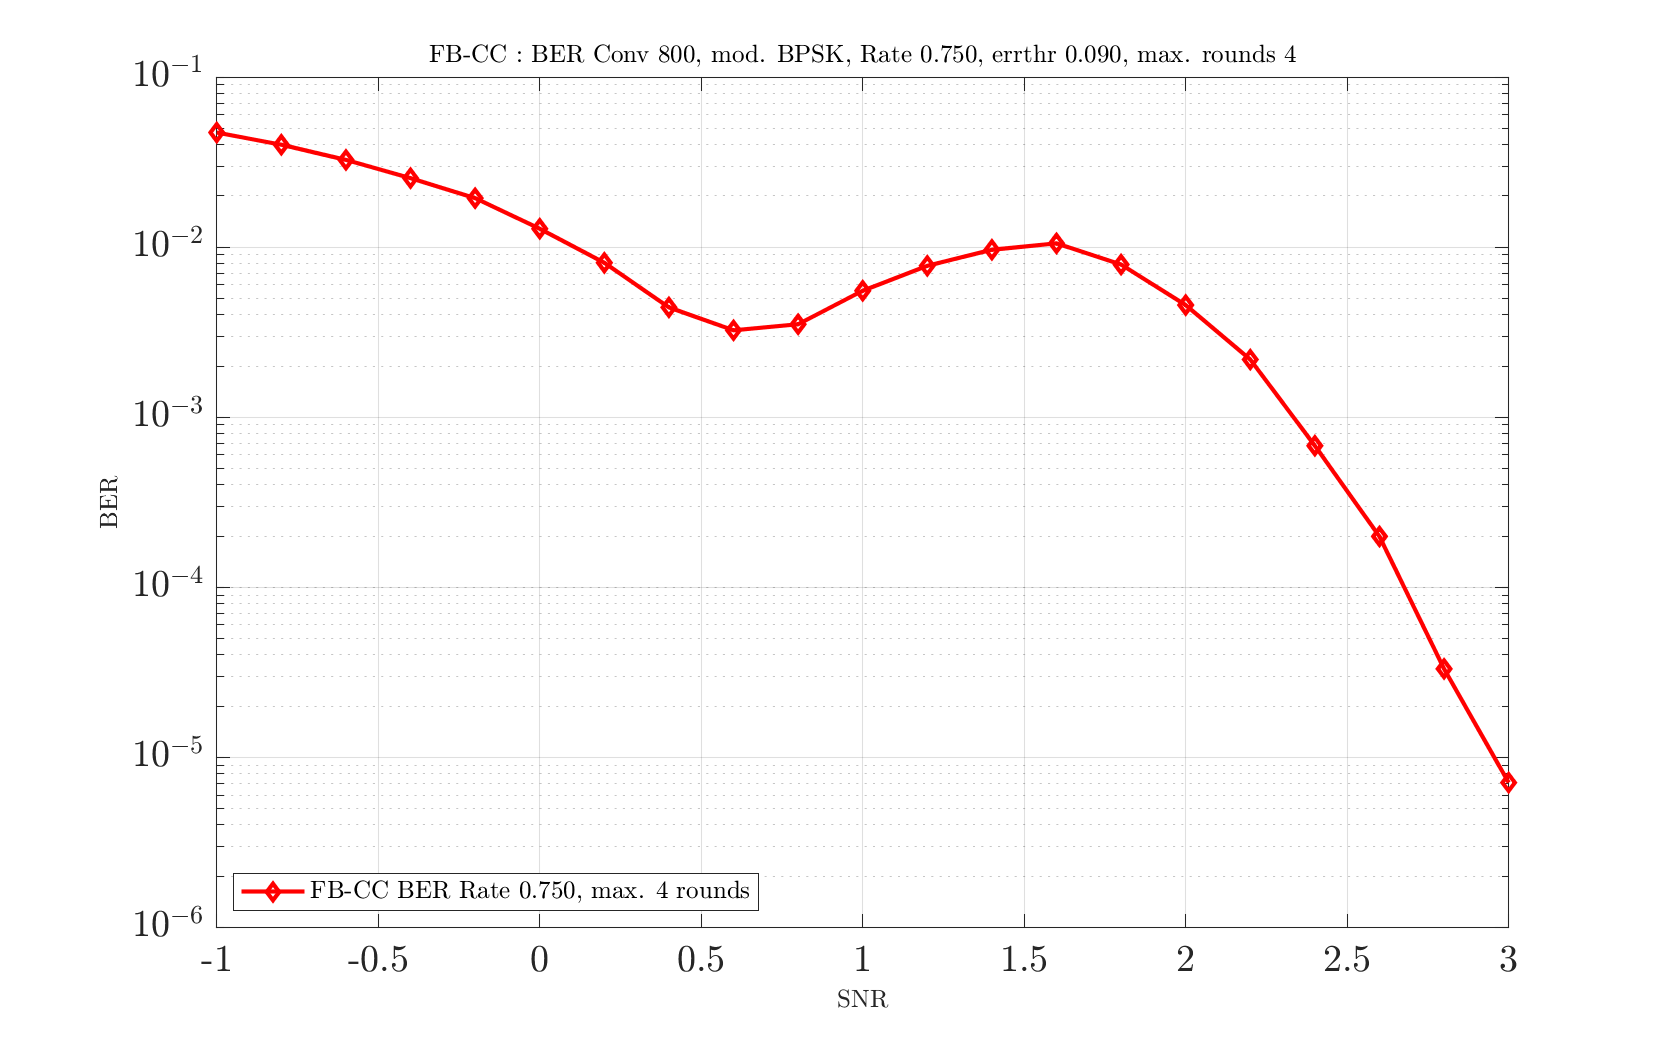 FB-CC : BER Conv 800, mod. BPSK, Rate 0.750, errthr 0.090, max. rounds 4
10^{-1}
10^{-2}
10^{-3}
10^{-4}
10^{-5}
10^{-6}
BER
FB-CC BER Rate 0.750, max. 4 rounds
-1 -0.5 0 0.5 1 1.5 2 2.5 3
SNR